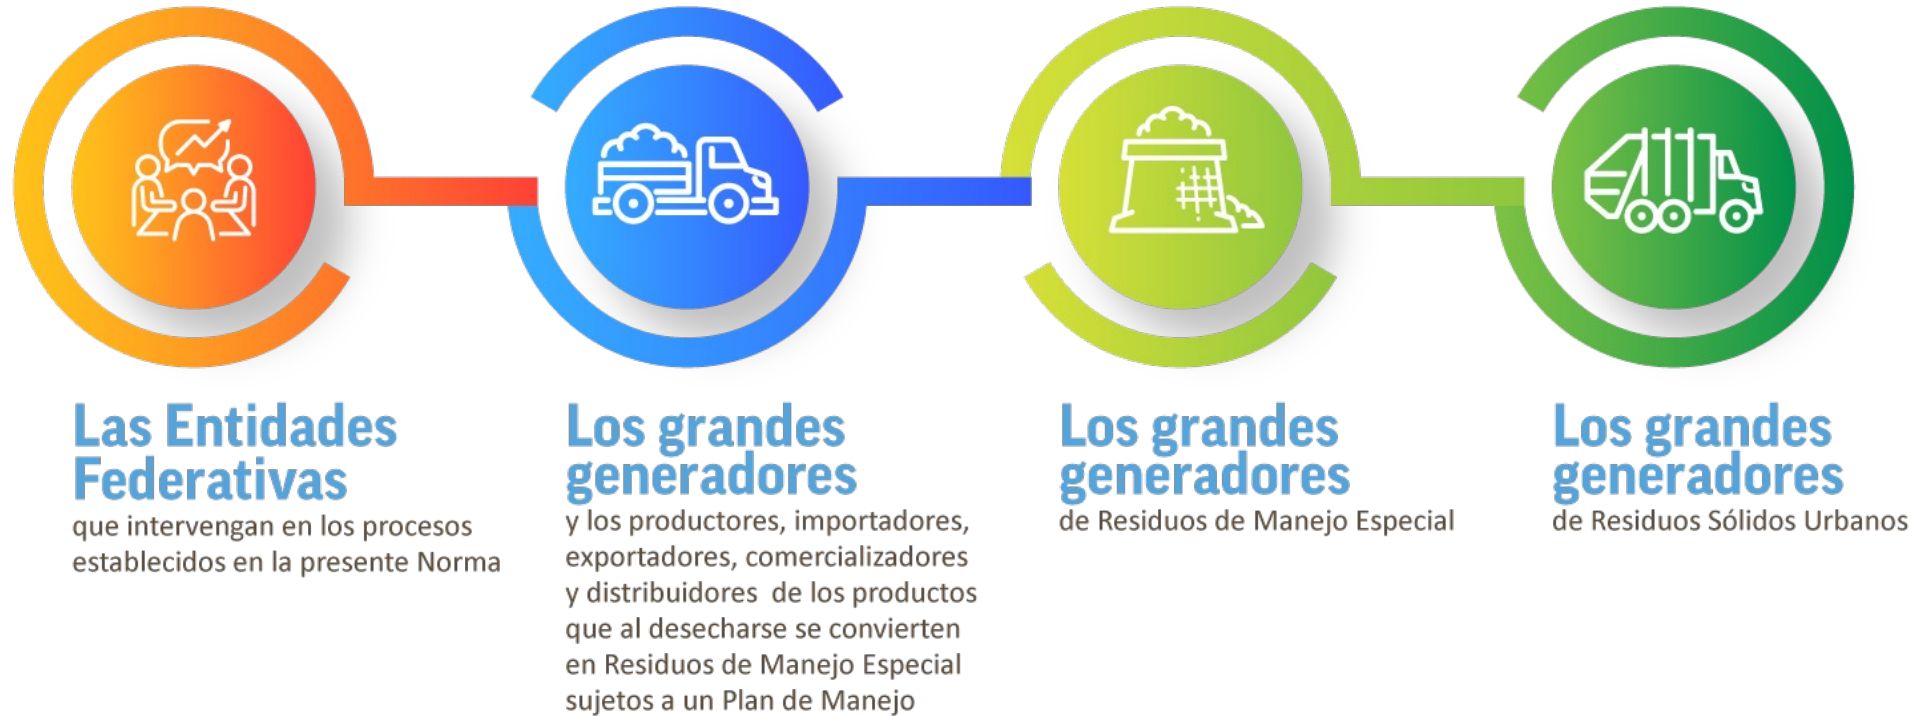 Las Entidades
Federativas
que intervengan en los procesos
establecidos en la presente Norma
Los grandes
generadores
y los productores, importadores,
exportadores, comercializadores
y distribuidores de los productos
que al desecharse se convierten
en Residuos de Manejo Especial
sujetos a un Plan de Manejo
Los grandes
generadores
de Residuos de Manejo Especial
Los grandes
generadores
de Residuos Sólidos Urbanos